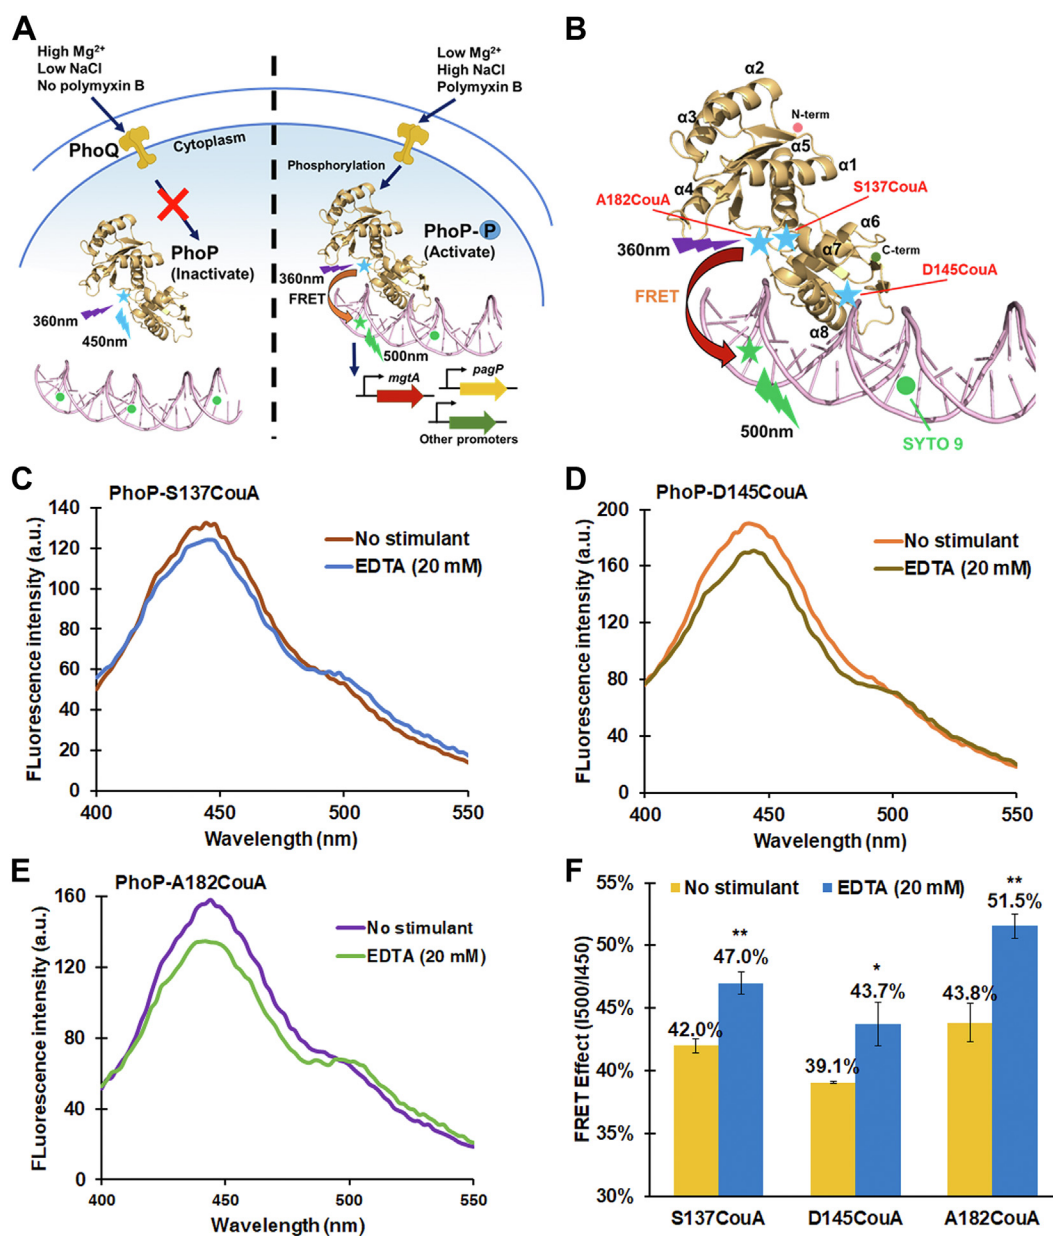 A
High Mg²⁺
Low NaCl
No polymyxin B
Low Mg²⁺
High NaCl
Polymyxin B
PhoQ
Cytoplasm
Phosphorylation
PhoP
(Inactivate)
PhoP-P
(Activate)
360nm
450nm
360nm
FRET
500nm
mgtA
pagP
Other promoters
B
α2
α3
N-term
α5
α1
α4
A182CouA
S137CouA
α6
360nm
α7
C-term
D145CouA
FRET
α8
500nm
SYTO 9
C
PhoP-S137CouA
FLuorescence intensity (a.u.)
140
120
100
80
60
40
20
0
No stimulant
EDTA (20 mM)
400
450
500
550
Wavelength (nm)
D
PhoP-D145CouA
FLuorescence intensity (a.u.)
200
160
120
80
40
0
No stimulant
EDTA (20 mM)
400
450
500
550
Wavelength (nm)
E
PhoP-A182CouA
FLuorescence intensity (a.u.)
160
120
80
40
0
No stimulant
EDTA (20 mM)
400
450
500
550
Wavelength (nm)
F
FRET Effect (I500/I450)
55%
50%
45%
40%
35%
30%
No stimulant
EDTA (20 mM)
42.0%
**
47.0%
39.1%
*
43.7%
43.8%
**
51.5%
S137CouA
D145CouA
A182CouA